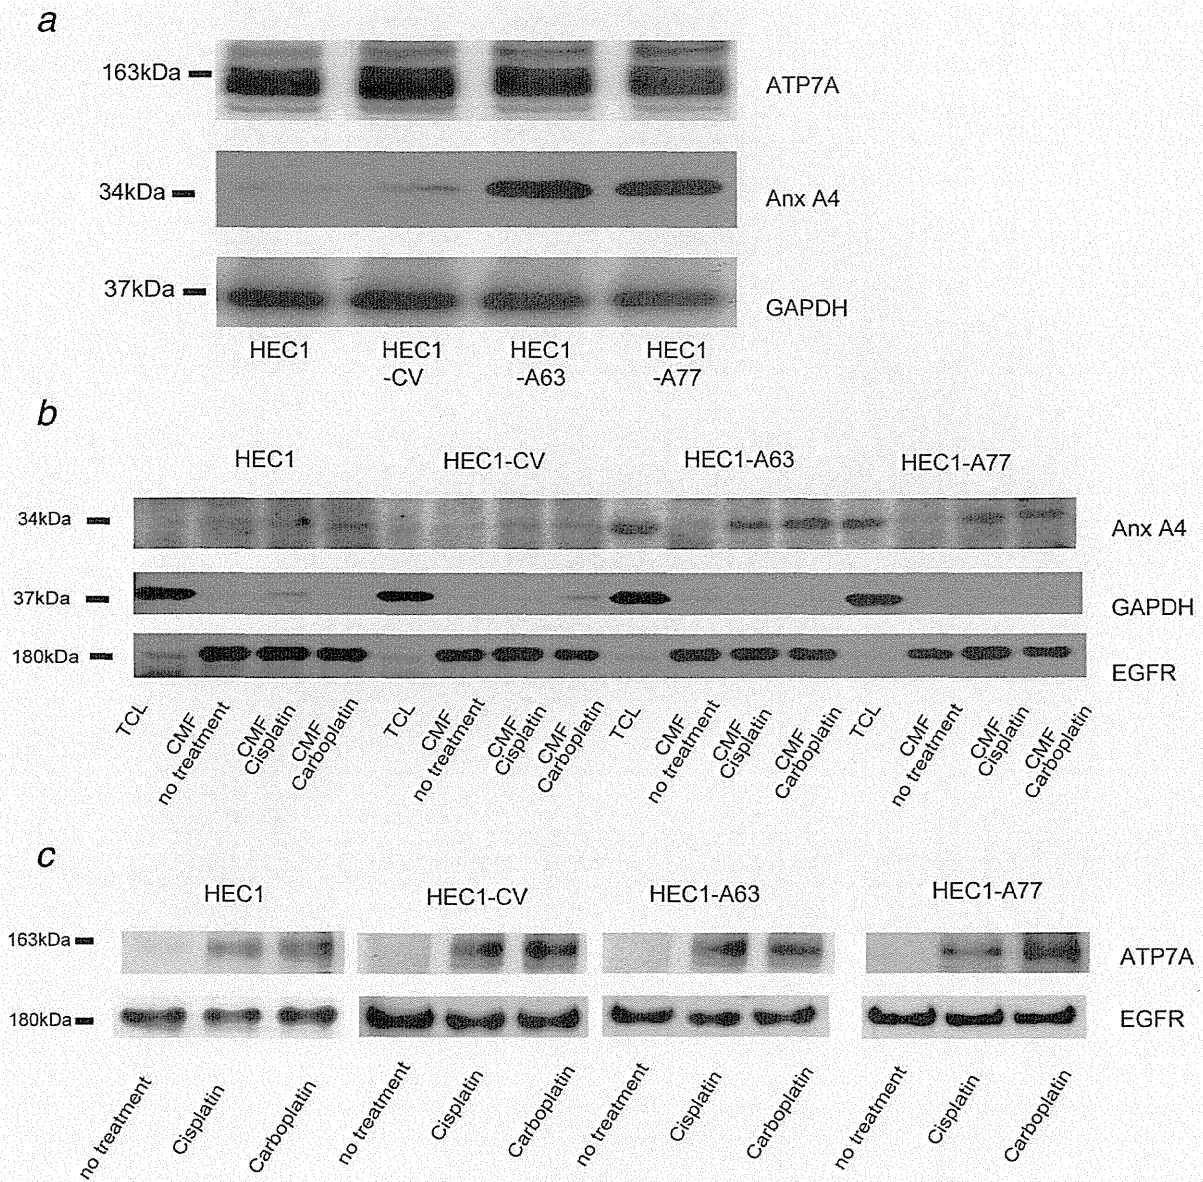 a
163kDa
ATP7A
34kDa
Anx A4
37kDa
GAPDH
HEC1
HEC1
-CV
HEC1
-A63
HEC1
-A77
b
HEC1
HEC1-CV
HEC1-A63
HEC1-A77
34kDa
Anx A4
37kDa
GAPDH
180kDa
EGFR
TCL
CMF
no treatment
CMF
Cisplatin
CMF
Carboplatin
TCL
CMF
no treatment
CMF
Cisplatin
CMF
Carboplatin
TCL
CMF
no treatment
CMF
Cisplatin
CMF
Carboplatin
TCL
CMF
no treatment
CMF
Cisplatin
CMF
Carboplatin
c
HEC1
HEC1-CV
HEC1-A63
HEC1-A77
163kDa
ATP7A
180kDa
EGFR
no treatment
Cisplatin
Carboplatin
no treatment
Cisplatin
Carboplatin
no treatment
Cisplatin
Carboplatin
no treatment
Cisplatin
Carboplatin